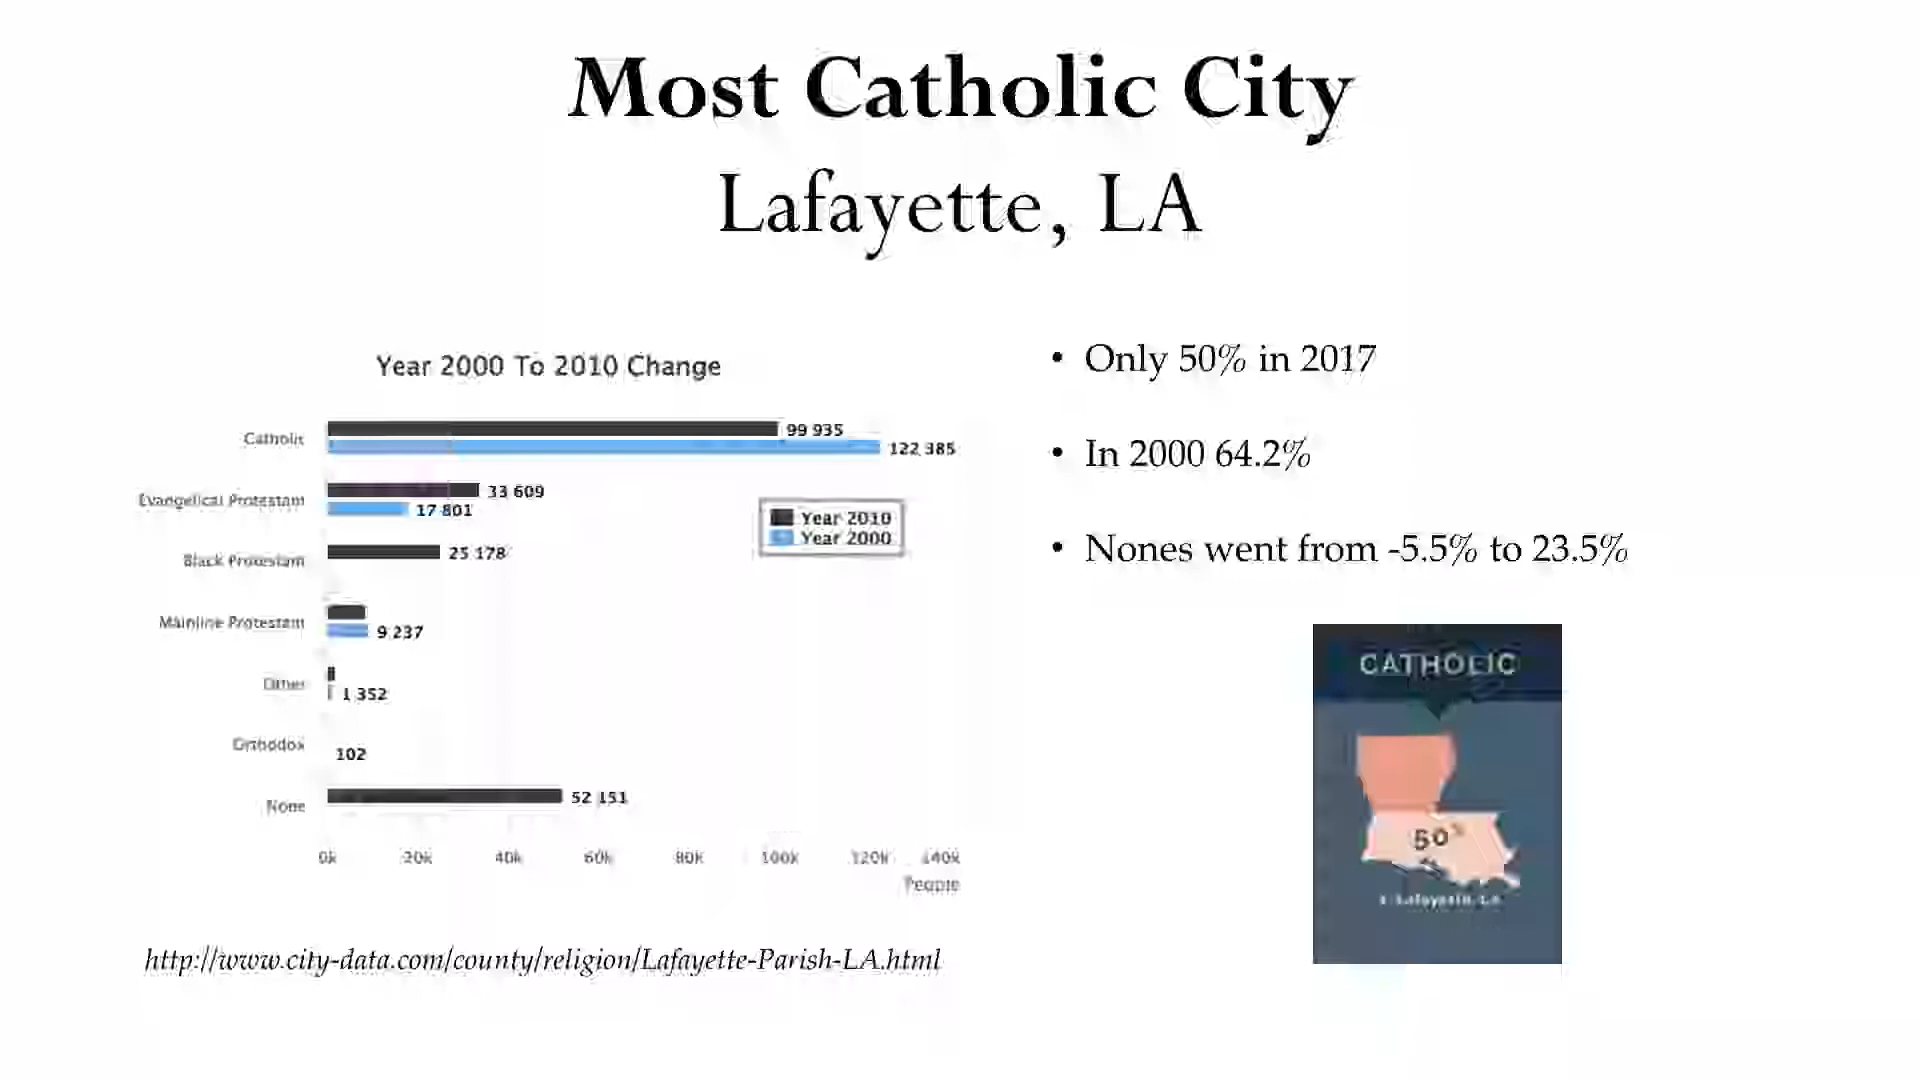 Most Catholic City
Lafayette, LA
Year 2000 To 2010 Change
Catholic
99 935
122 385
Evangelical Protestant
33 609
17 801
Black Protestant
25 178
Mainline Protestant
9 237
Other
1 352
Orthodox
102
None
52 151
Year 2010
Year 2000
0k 20k 40k 60k 80k 100k 120k 140k
People
http://www.city-data.com/county/religion/Lafayette-Parish-LA.html
• Only 50% in 2017
• In 2000 64.2%
• Nones went from -5.5% to 23.5%
CATHOLIC
50%
Lafayette, LA